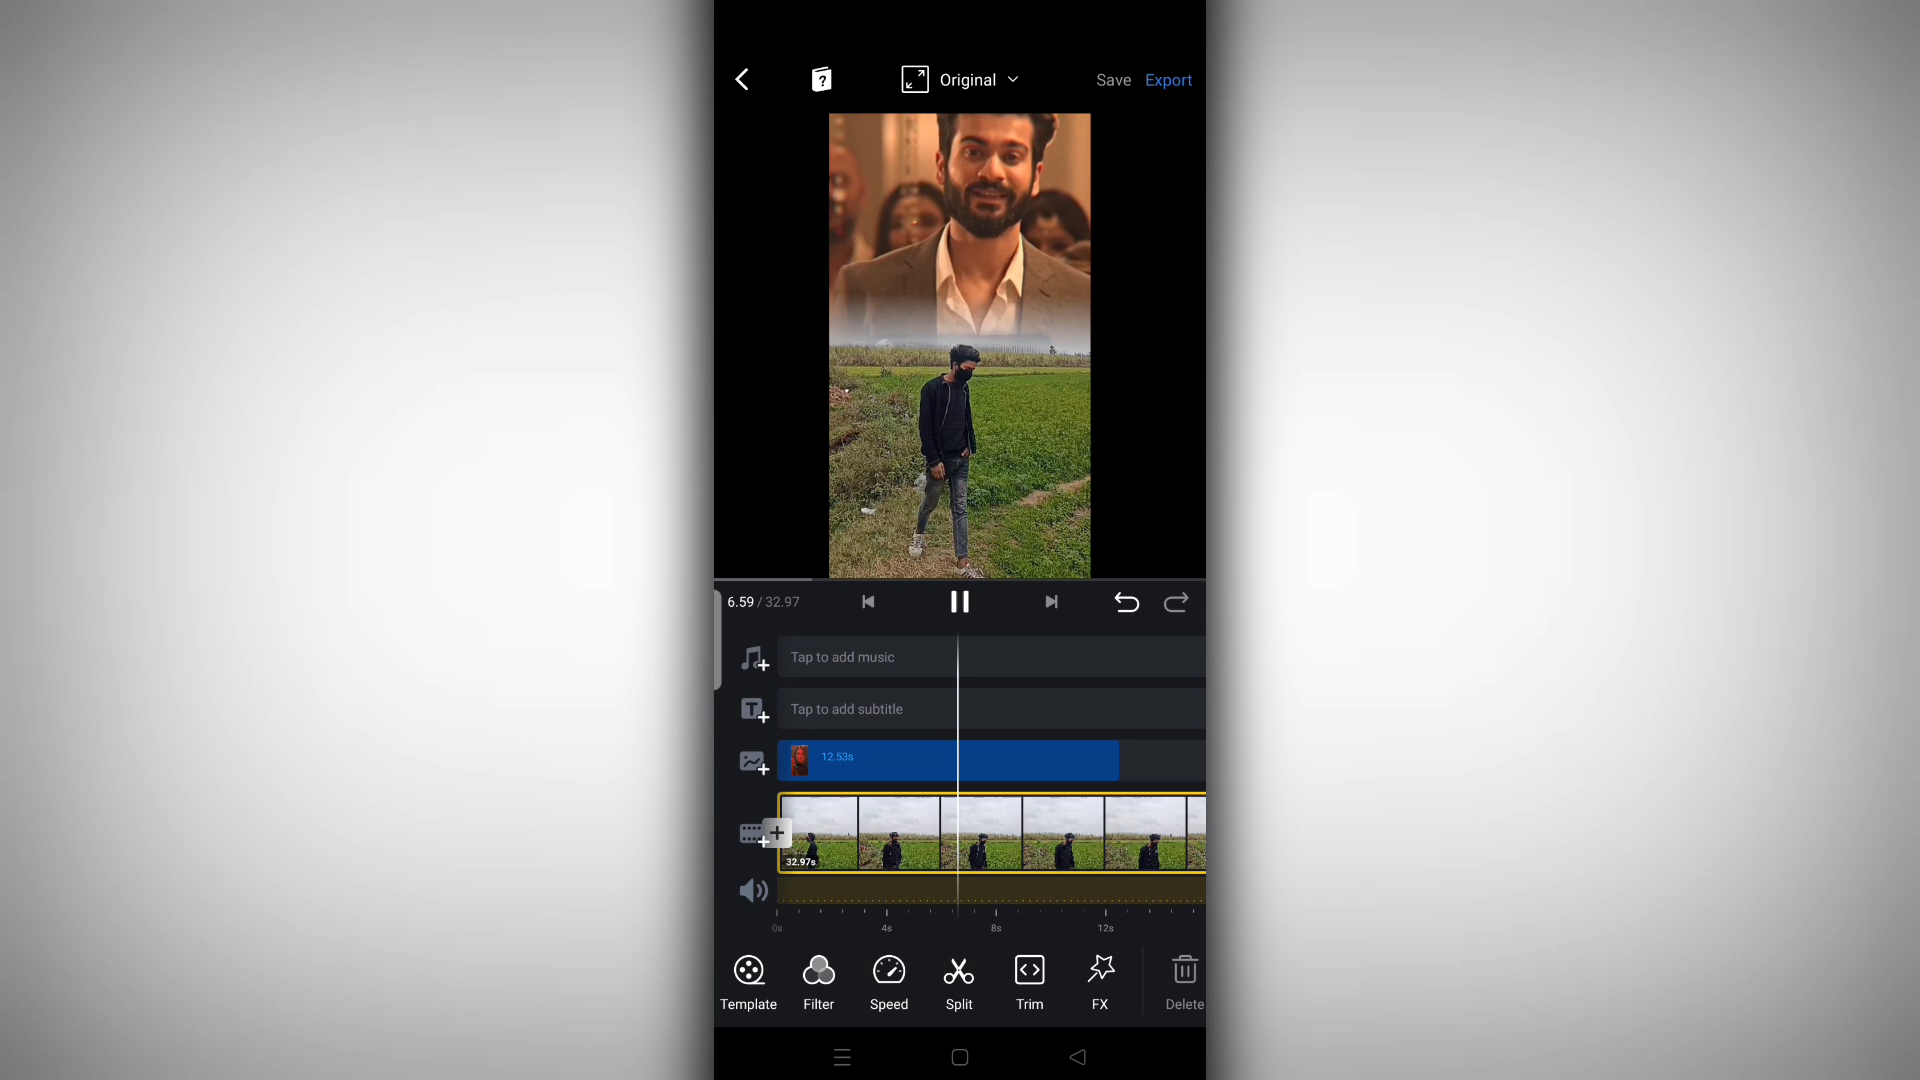 Original
Save
Export
6.59 / 32.97
Tap to add music
Tap to add subtitle
12.53s
32.97s
0s
4s
8s
12s
Template
Filter
Speed
Split
Trim
FX
Delete